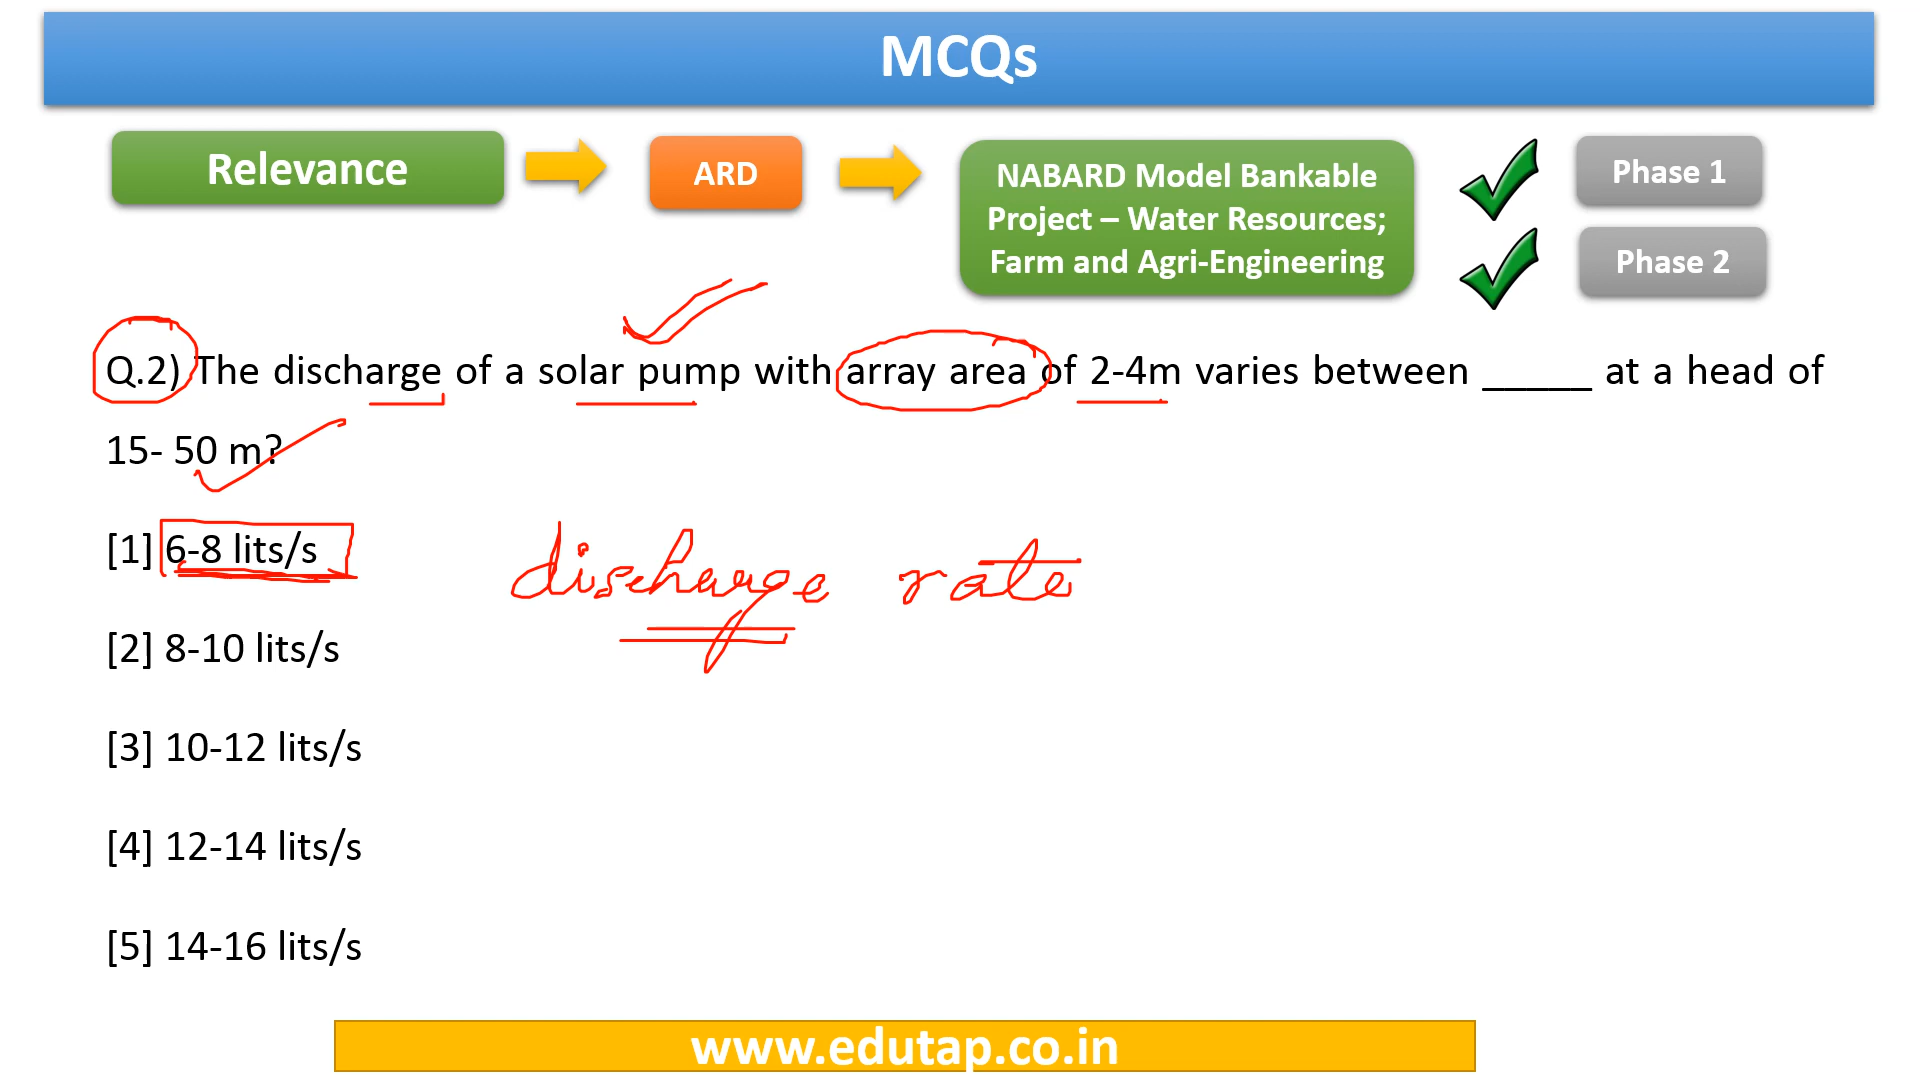 MCQs
Relevance
ARD
NABARD Model Bankable
Project – Water Resources;
Farm and Agri-Engineering
Phase 1
Phase 2
Q.2) The discharge of a solar pump with array area of 2-4m varies between _____ at a head of
15- 50 m?
[1] 6-8 lits/s
discharge rate
[2] 8-10 lits/s
[3] 10-12 lits/s
[4] 12-14 lits/s
[5] 14-16 lits/s
www.edutap.co.in